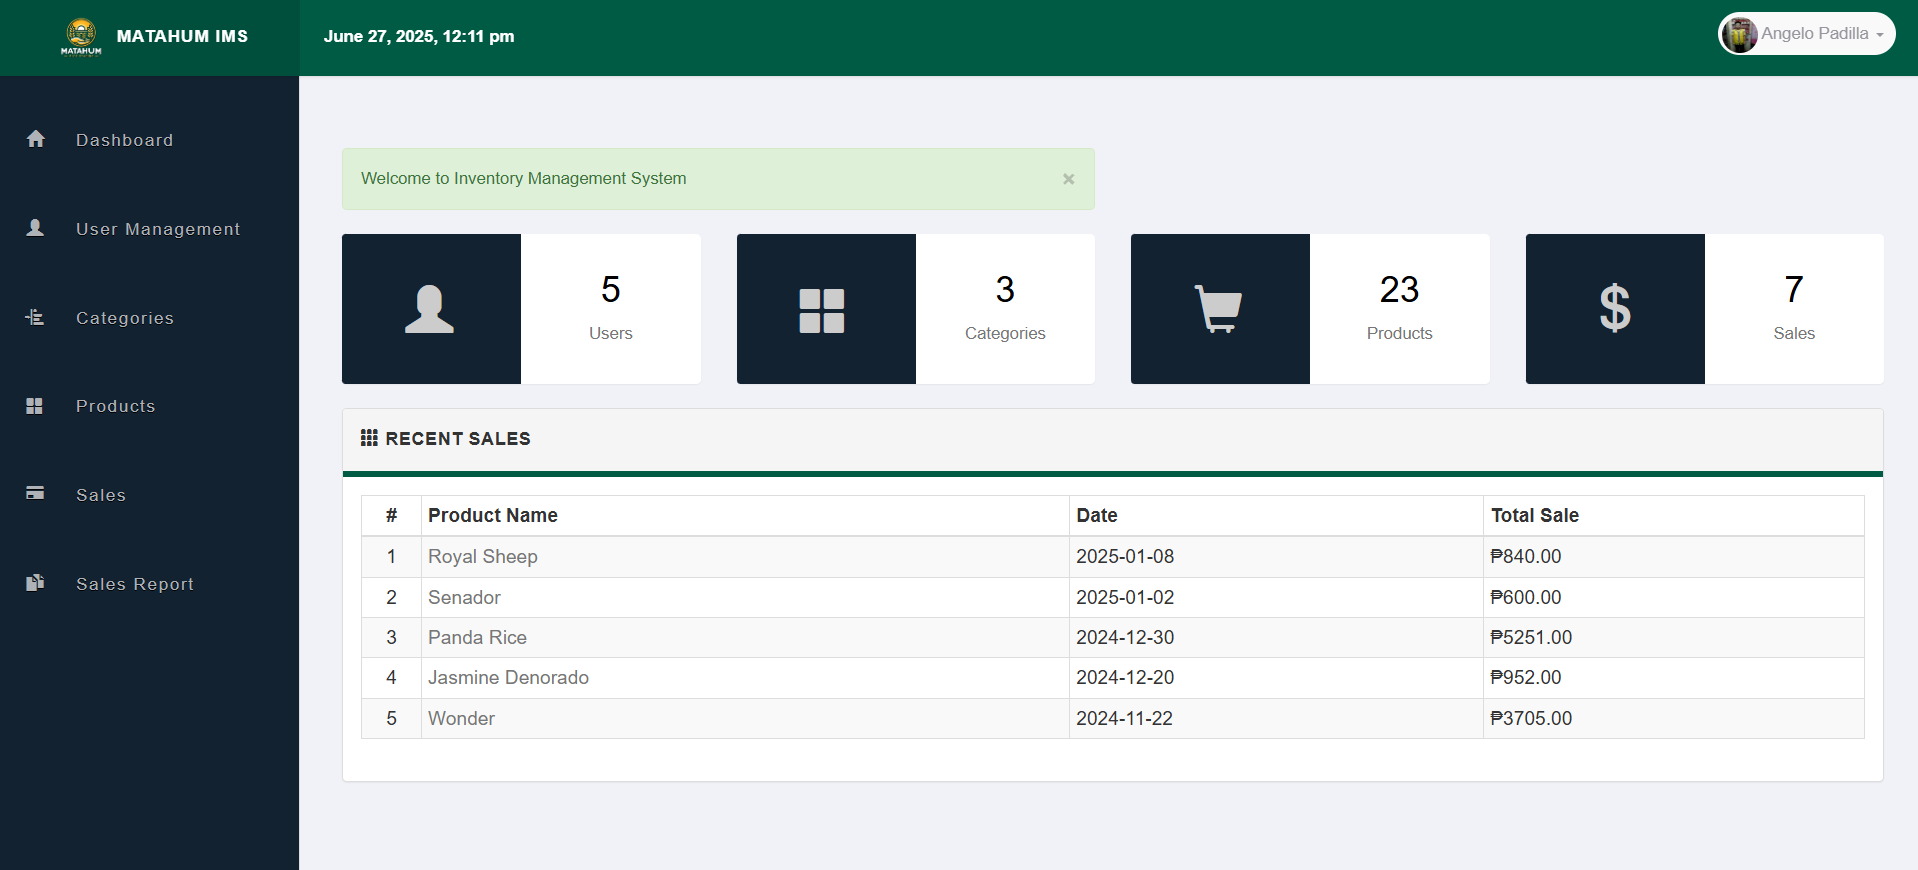 MATAHUM
MATAHUM IMS
June 27, 2025, 12:11 pm
Angelo Padilla
Dashboard
User Management
Categories
Products
Sales
Sales Report
Welcome to Inventory Management System ×
5
Users
3
Categories
23
Products
$
7
Sales
RECENT SALES
# Product Name Date Total Sale
1 Royal Sheep 2025-01-08 ₱840.00
2 Senador 2025-01-02 ₱600.00
3 Panda Rice 2024-12-30 ₱5251.00
4 Jasmine Denorado 2024-12-20 ₱952.00
5 Wonder 2024-11-22 ₱3705.00